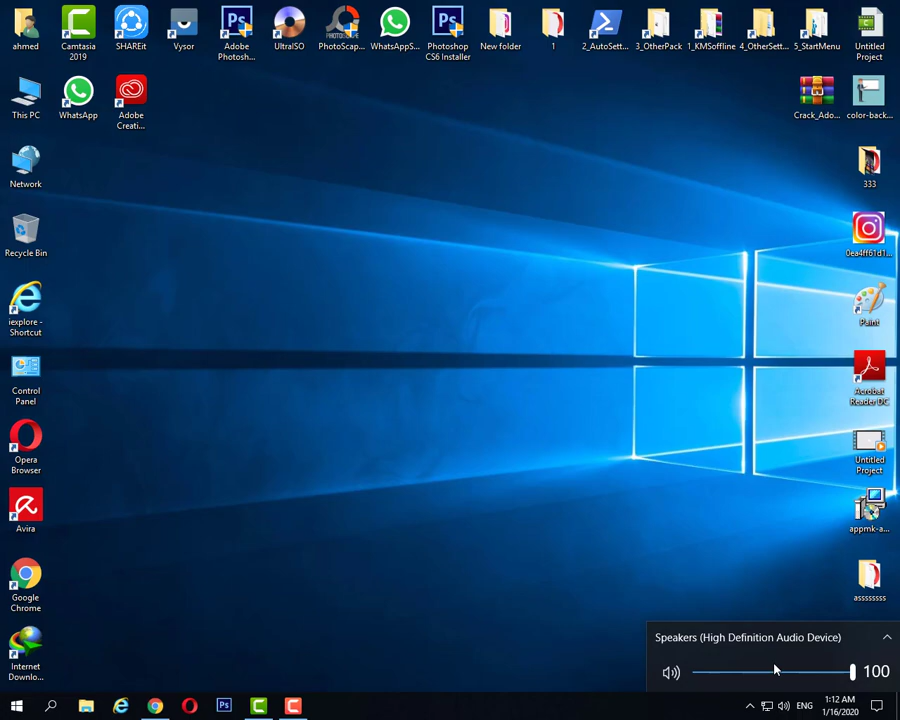 ahmed
Camtasia
2019
SHAREit
Vysor
Adobe
Photosh...
UltraISO
PhotoScap...
WhatsAppS...
Photoshop
CS6 Installer
New folder
1
2_AutoSett...
3_OtherPack
1_KMSoffline
4_OtherSett...
5_StartMenu
Untitled
Project
This PC
WhatsApp
Adobe
Creati...
Crack_Ado...
color-back...
Network
333
Recycle Bin
0ea4ff61d1...
iexplore -
Shortcut
Paint
Control
Panel
Acrobat
Reader DC
Opera
Browser
Untitled
Project
Avira
appmk-a...
Google
Chrome
assssssss
Internet
Downlo...
Speakers (High Definition Audio Device)
100
ENG
1:12 AM
1/16/2020